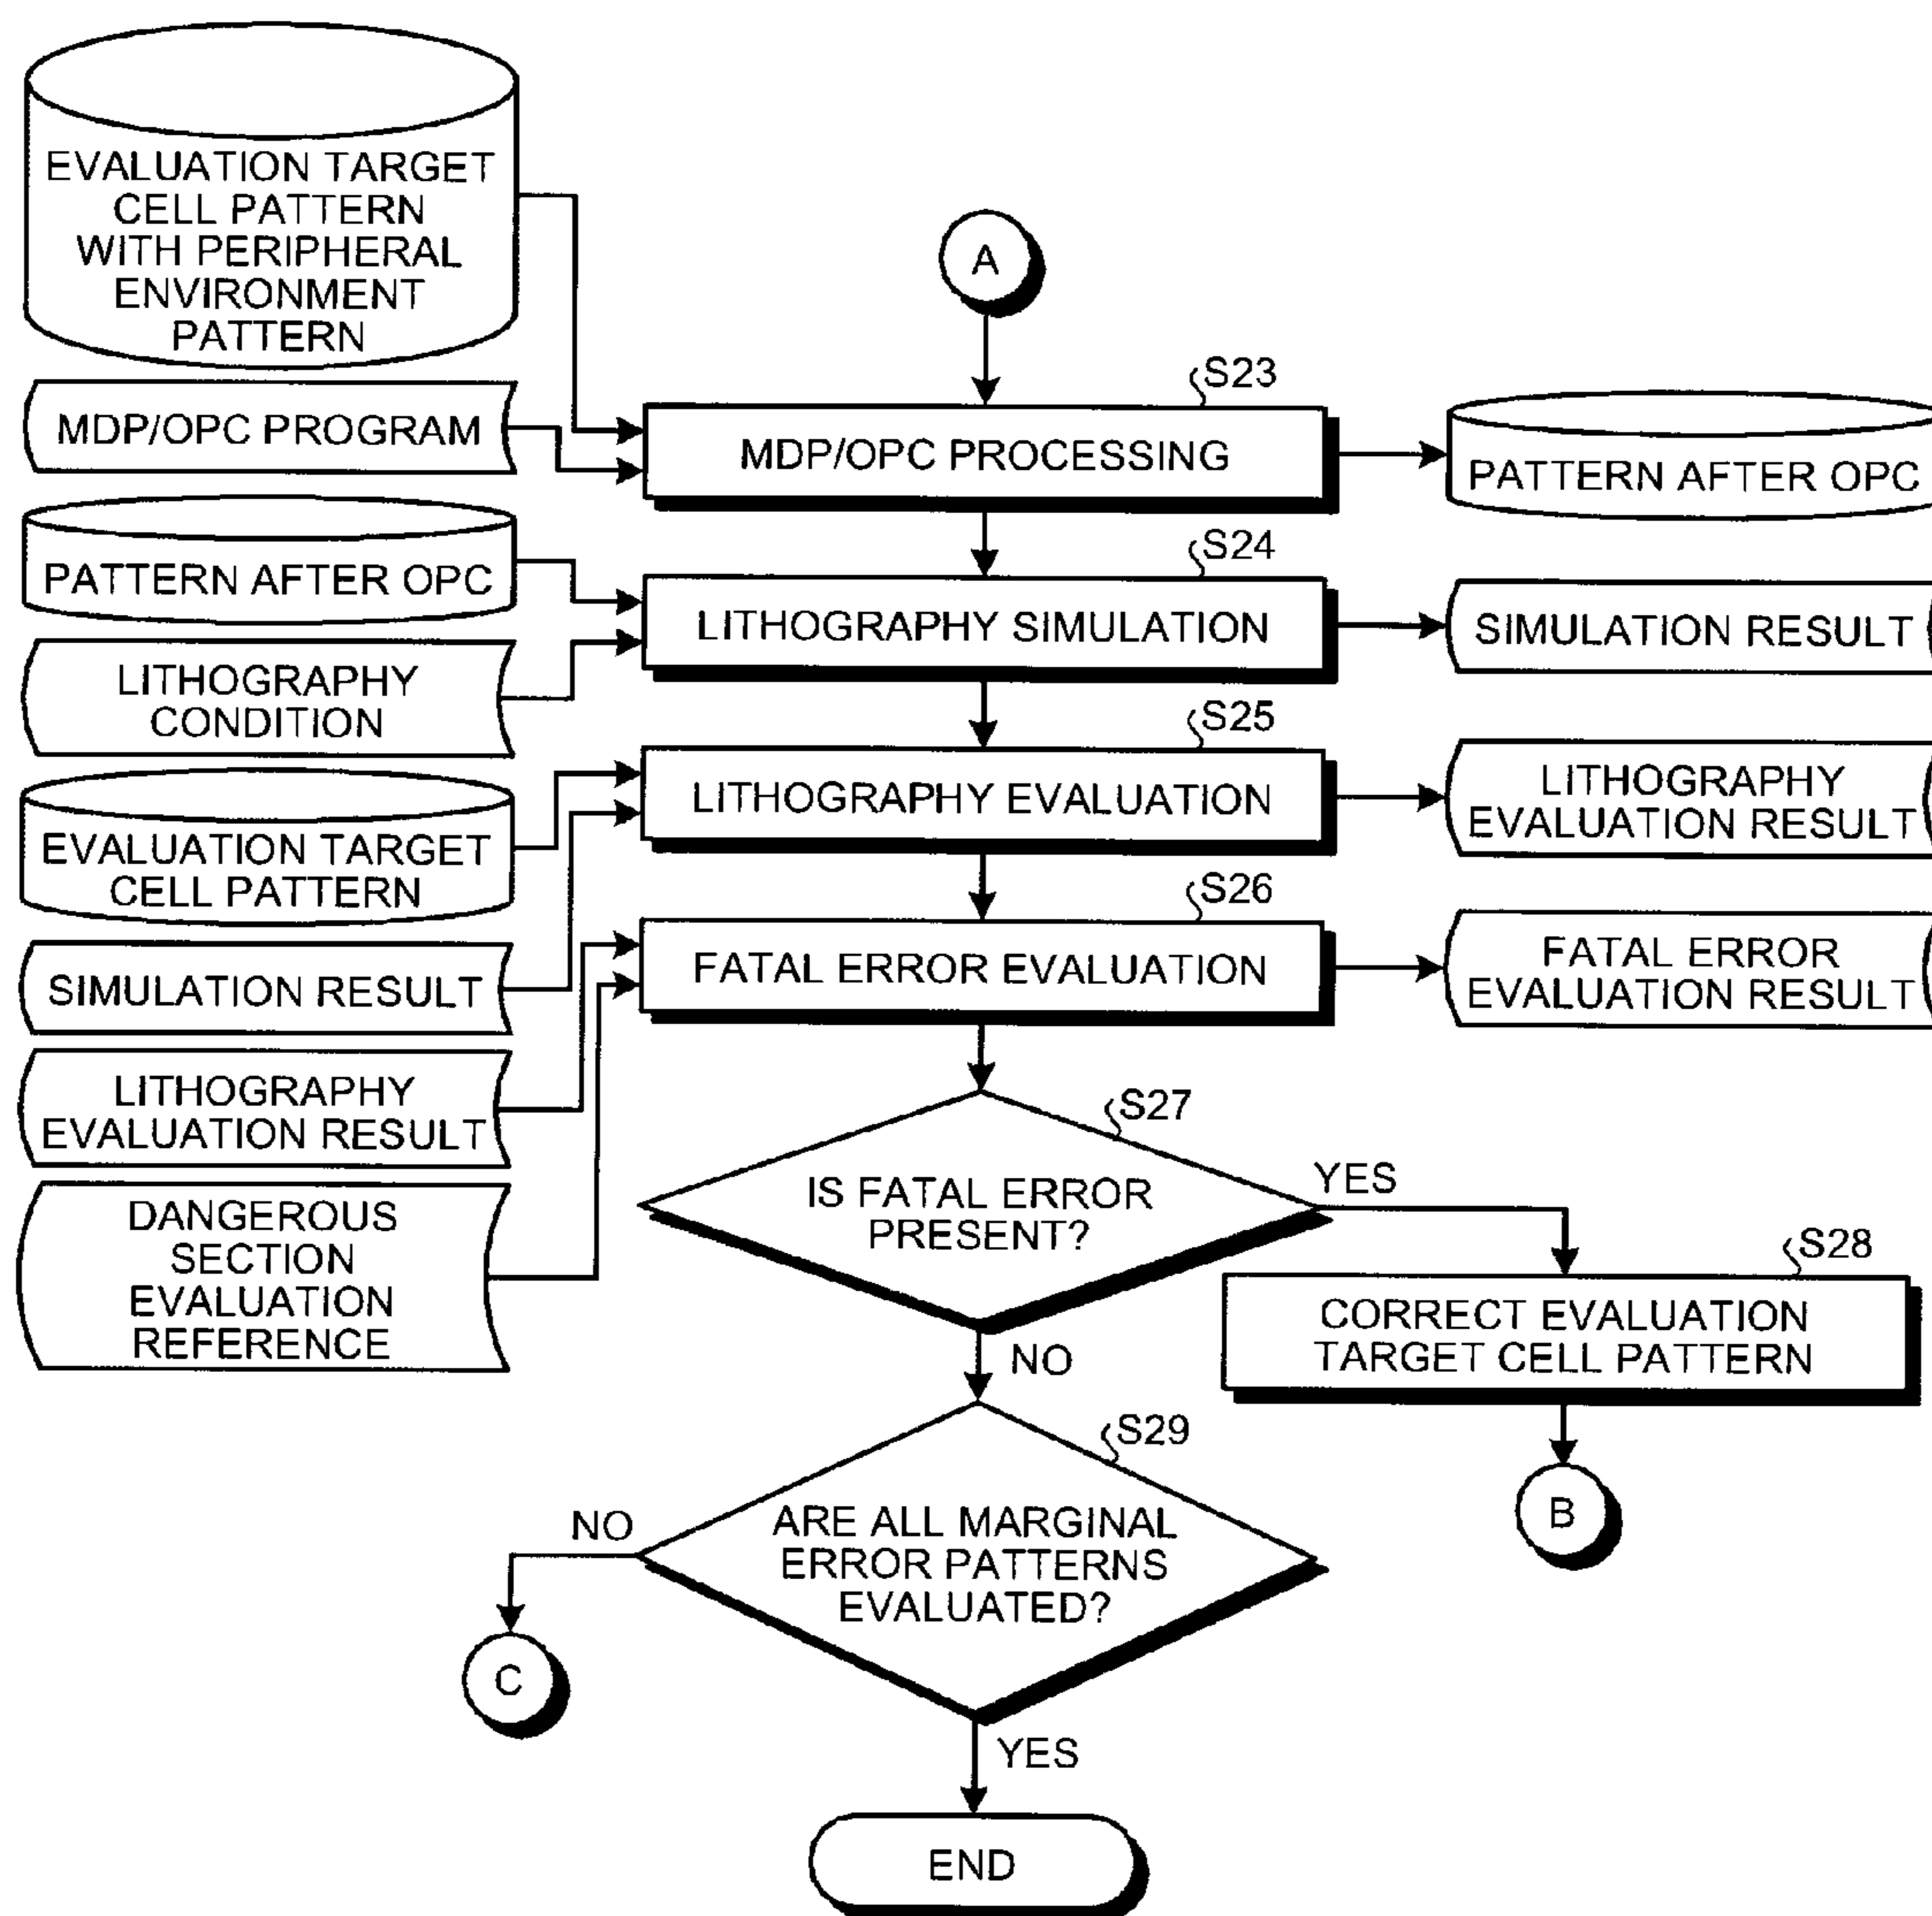 EVALUATION TARGET
CELL PATTERN
WITH PERIPHERAL
ENVIRONMENT
PATTERN
A
S23
MDP/OPC PROGRAM
MDP/OPC PROCESSING
PATTERN AFTER OPC
S24
PATTERN AFTER OPC
LITHOGRAPHY SIMULATION
SIMULATION RESULT
LITHOGRAPHY
CONDITION
S25
LITHOGRAPHY EVALUATION
LITHOGRAPHY
EVALUATION RESULT
EVALUATION TARGET
CELL PATTERN
S26
FATAL ERROR EVALUATION
FATAL ERROR
EVALUATION RESULT
SIMULATION RESULT
LITHOGRAPHY
EVALUATION RESULT
S27
IS FATAL ERROR
PRESENT?
YES
DANGEROUS
SECTION
EVALUATION
REFERENCE
S28
CORRECT EVALUATION
TARGET CELL PATTERN
NO
B
S29
ARE ALL MARGINAL
ERROR PATTERNS
EVALUATED?
NO
C
YES
END